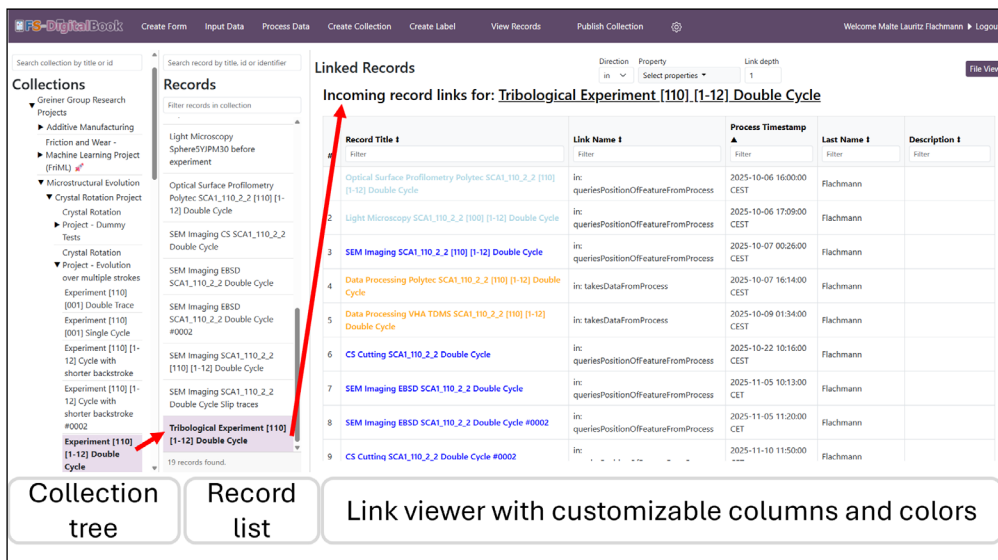 FS-DigitalBook Create Form Input Data Process Data Create Collection Create Label View Records Publish Collection Welcome Malte Lauritz Flachmann ▶ Logout
Search collection by title or id
Collections
Greiner Group Research
Projects
Additive Manufacturing
Friction and Wear -
Machine Learning Project
(FriML)
Microstructural Evolution
Crystal Rotation Project
Crystal Rotation
Project - Dummy
Tests
Crystal Rotation
Project - Evolution
over multiple strokes
Experiment [110]
[001] Double Trace
Experiment [110]
[001] Single Cycle
Experiment [110] [1-
12] Cycle with
shorter backstroke
Experiment [110] [1-
12] Cycle with
shorter backstroke
#0002
Experiment [110]
[1-12] Double
Cycle
Search record by title, id or identifier
Records
Filter records in collection
Light Microscopy
Sphere5YJPM30 before
experiment
Optical Surface Profilometry
Polytec SCA1_110_2_2 [110] [1-
12] Double Cycle
SEM Imaging CS SCA1_110_2_2
Double Cycle
SEM Imaging EBSD
SCA1_110_2_2 Double Cycle
SEM Imaging EBSD
SCA1_110_2_2 Double Cycle
#0002
SEM Imaging SCA1_110_2_2
[110] [1-12] Double Cycle
SEM Imaging SCA1_110_2_2
Double Cycle Slip traces
Tribological Experiment [110]
[1-12] Double Cycle
19 records found.
Linked Records
Direction Property Link depth
in Select properties 1
File View
Incoming record links for: Tribological Experiment [110] [1-12] Double Cycle
# Record Title Link Name Process Timestamp Last Name Description
Filter Filter Filter Filter Filter
Optical Surface Profilometry Polytec SCA1_110_2_2 [110]
[1-12] Double Cycle
in:
queriesPositionOfFeatureFromProcess
2025-10-06 16:00:00
CEST
Flachmann
2 Light Microscopy SCA1_110_2_2 [100] [1-12] Double Cycle
in:
queriesPositionOfFeatureFromProcess
2025-10-06 17:09:00
CEST
Flachmann
3 SEM Imaging SCA1_110_2_2 [110] [1-12] Double Cycle
in:
queriesPositionOfFeatureFromProcess
2025-10-07 00:26:00
CEST
Flachmann
4 Data Processing Polytec SCA1_110_2_2 [110] [1-12] Double
Cycle
in: takesDataFromProcess
2025-10-07 16:14:00
CEST
Flachmann
5 Data Processing VHA TDMS SCA1_110_2_2 [110] [1-12]
Double Cycle
in: takesDataFromProcess
2025-10-09 01:34:00
CEST
Flachmann
6 CS Cutting SCA1_110_2_2 Double Cycle
in:
queriesPositionOfFeatureFromProcess
2025-10-22 10:16:00
CEST
Flachmann
7 SEM Imaging EBSD SCA1_110_2_2 Double Cycle
in:
queriesPositionOfFeatureFromProcess
2025-11-05 10:13:00
CET
Flachmann
8 SEM Imaging EBSD SCA1_110_2_2 Double Cycle #0002
in:
queriesPositionOfFeatureFromProcess
2025-11-05 11:20:00
CET
Flachmann
9 CS Cutting SCA1_110_2_2 Double Cycle #0002
in:
2025-11-10 11:50:00
Flachmann
Collection
tree
Record
list
Link viewer with customizable columns and colors